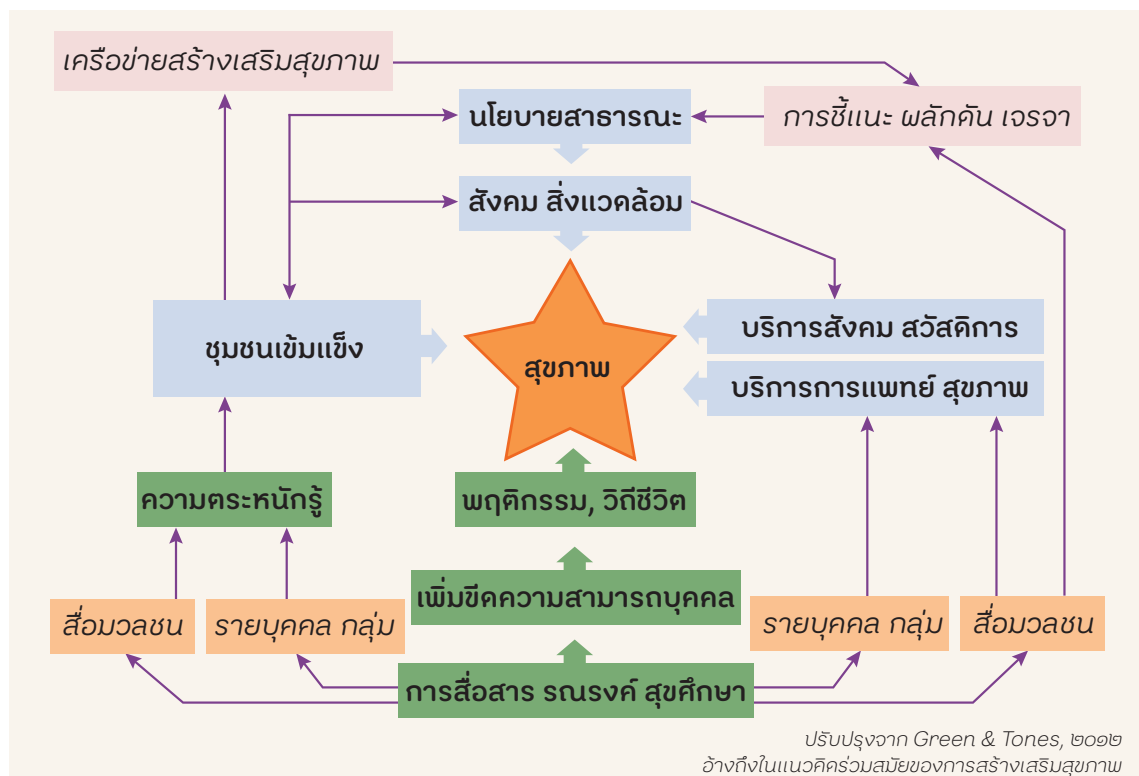 เครือข่ายสร้างเสริมสุขภาพ
นโยบายสาธารณะ
การชี้แนะ ผลักดัน เจรจา
สังคม สิ่งแวดล้อม
ชุมชนเข้มแข็ง
สุขภาพ
บริการสังคม สวัสดิการ
บริการการแพทย์ สุขภาพ
ความตระหนักรู้
พฤติกรรม, วิถีชีวิต
เพิ่มขีดความสามารถบุคคล
สื่อมวลชน
รายบุคคล กลุ่ม
รายบุคคล กลุ่ม
สื่อมวลชน
การสื่อสาร รณรงค์ สุขศึกษา
ปรับปรุงจาก Green & Tones, ๒๐๑๒
อ้างถึงในแนวคิดร่วมสมัยของการสร้างเสริมสุขภาพ